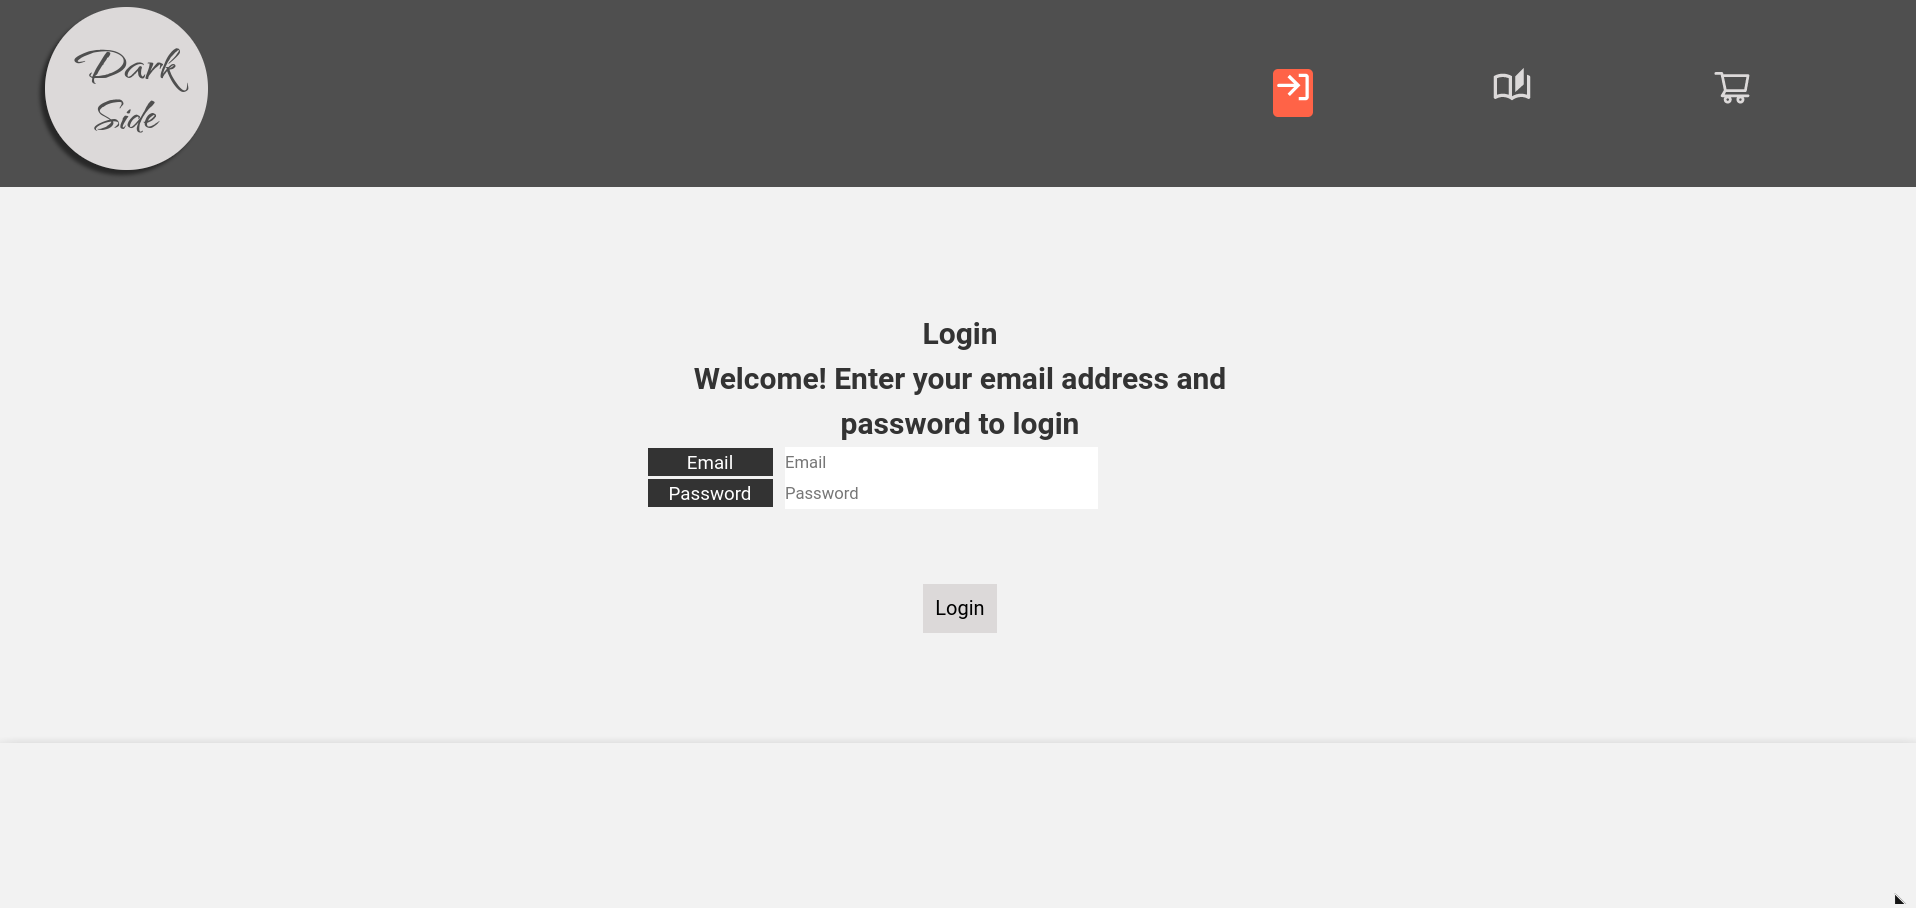 Dark
Side
Login
Welcome! Enter your email address and
password to login
Email Email
Password Password
Login